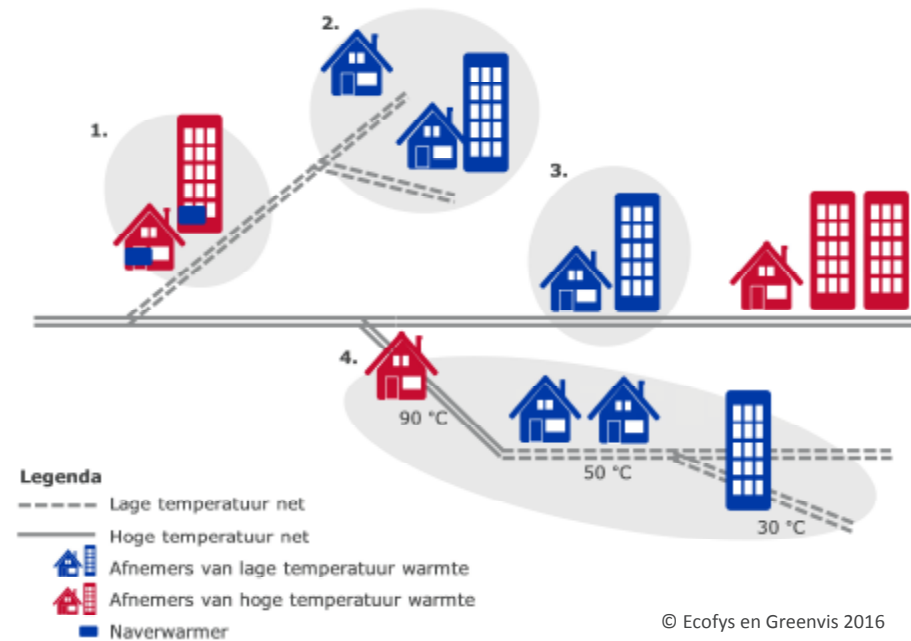 2.
1.
3.
4.
90 °C
50 °C
30 °C
Legenda
Lage temperatuur net
Hoge temperatuur net
Afnemers van lage temperatuur warmte
Afnemers van hoge temperatuur warmte
Naverwarmer
© Ecofys en Greenvis 2016